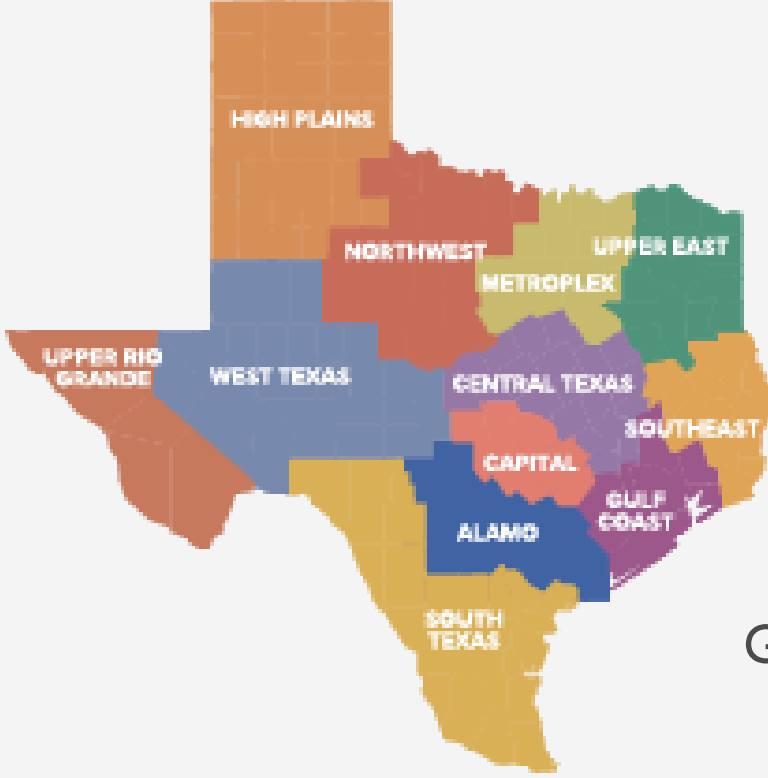 HIGH PLAINS
NORTHWEST
UPPER EAST
METROPLEX
UPPER RIO
GRANDE
WEST TEXAS
CENTRAL TEXAS
SOUTHEAST
CAPITAL
GULF
COAST
ALAMO
SOUTH
TEXAS